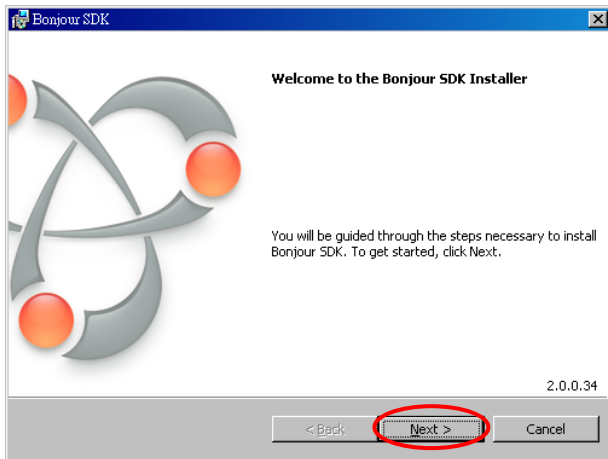 Bonjour SDK
Welcome to the Bonjour SDK Installer
You will be guided through the steps necessary to install
Bonjour SDK. To get started, click Next.
2.0.0.34
< Back
Next >
Cancel